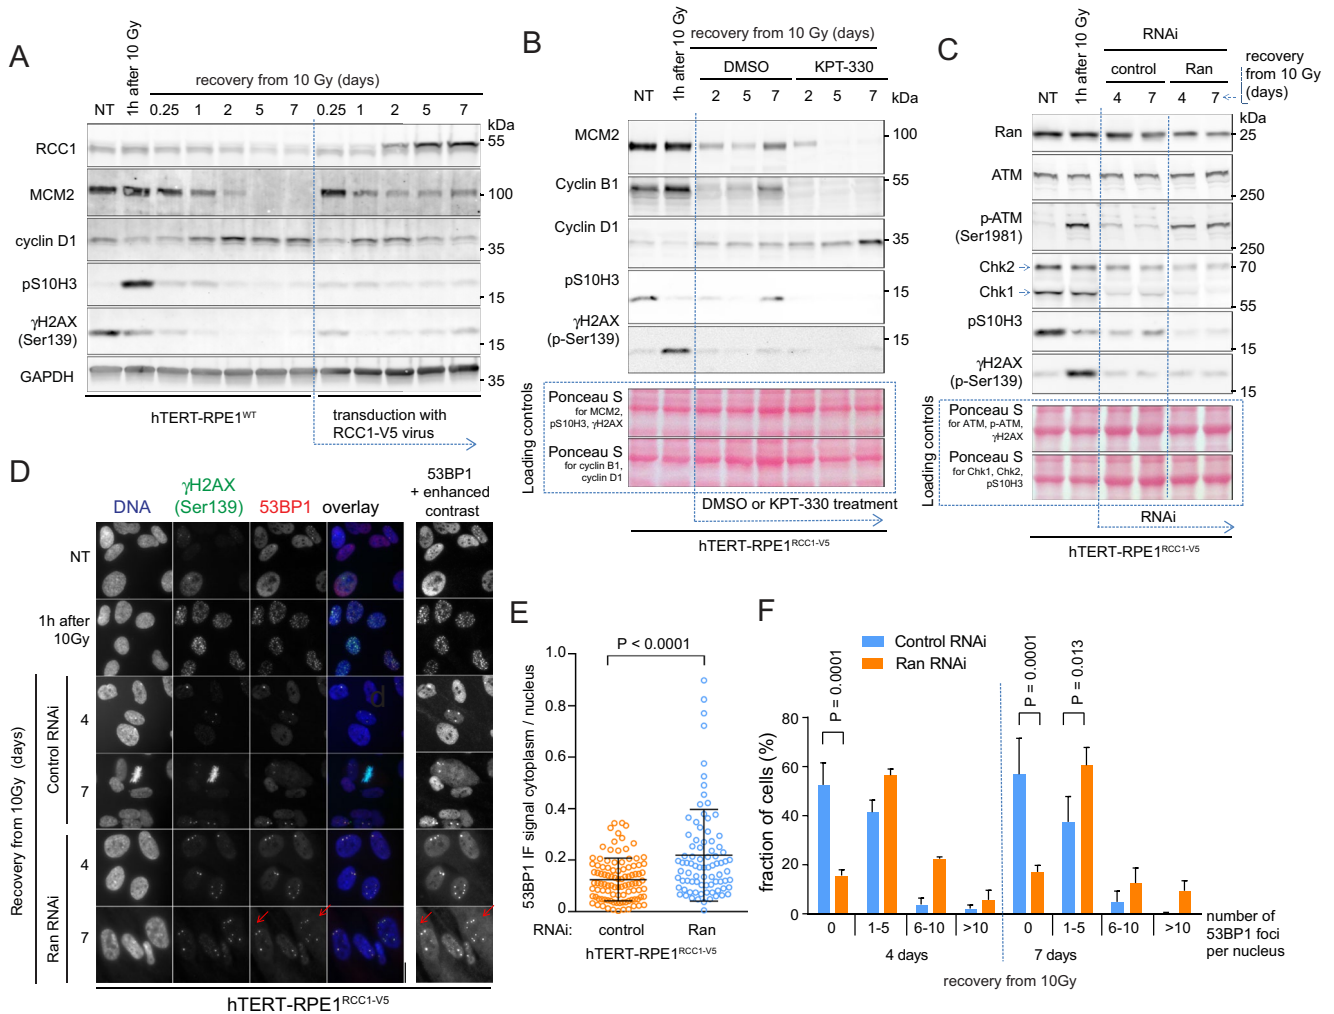 A
1h after 10 Gy
recovery from 10 Gy (days)
NT
0.25 1 2 5 7 0.25 1 2 5 7
kDa
RCC1
55
MCM2
100
cyclin D1
35
pS10H3
15
γH2AX
(Ser139)
15
GAPDH
35
hTERT-RPE1WT
transduction with
RCC1-V5 virus
B
1h after 10 Gy
recovery from 10 Gy (days)
DMSO KPT-330
NT 2 5 7 2 5 7 kDa
MCM2
100
Cyclin B1
55
Cyclin D1
35
pS10H3
15
γH2AX
(p-Ser139)
15
Loading controls
Ponceau S
for MCM2,
pS10H3, γH2AX
Ponceau S
for cyclin B1,
cyclin D1
DMSO or KPT-330 treatment
hTERT-RPE1RCC1-V5
C
1h after 10 Gy
RNAi
control Ran
recovery
from 10 Gy
(days)
NT 4 7 4 7
kDa
Ran
25
ATM
250
p-ATM
(Ser1981)
250
Chk2
70
Chk1
55
pS10H3
15
γH2AX
(p-Ser139)
15
Loading controls
Ponceau S
for ATM, p-ATM,
γH2AX
Ponceau S
for Chk1, Chk2,
pS10H3
RNAi
hTERT-RPE1RCC1-V5
D
DNA
γH2AX
(Ser139)
53BP1
overlay
53BP1
+ enhanced
contrast
NT
1h after
10Gy
Recovery from 10Gy (days)
Control RNAi
4
7
Ran RNAi
4
7
d
hTERT-RPE1RCC1-V5
E
P < 0.0001
53BP1 IF signal cytoplasm / nucleus
1.0
0.8
0.6
0.4
0.2
0
RNAi: control Ran
hTERT-RPE1RCC1-V5
F
Control RNAi
Ran RNAi
P = 0.0001
P = 0.0001
P = 0.013
fraction of cells (%)
80
60
40
20
0
0 1-5 6-10 >10 0 1-5 6-10 >10
number of
53BP1 foci
per nucleus
4 days 7 days
recovery from 10Gy